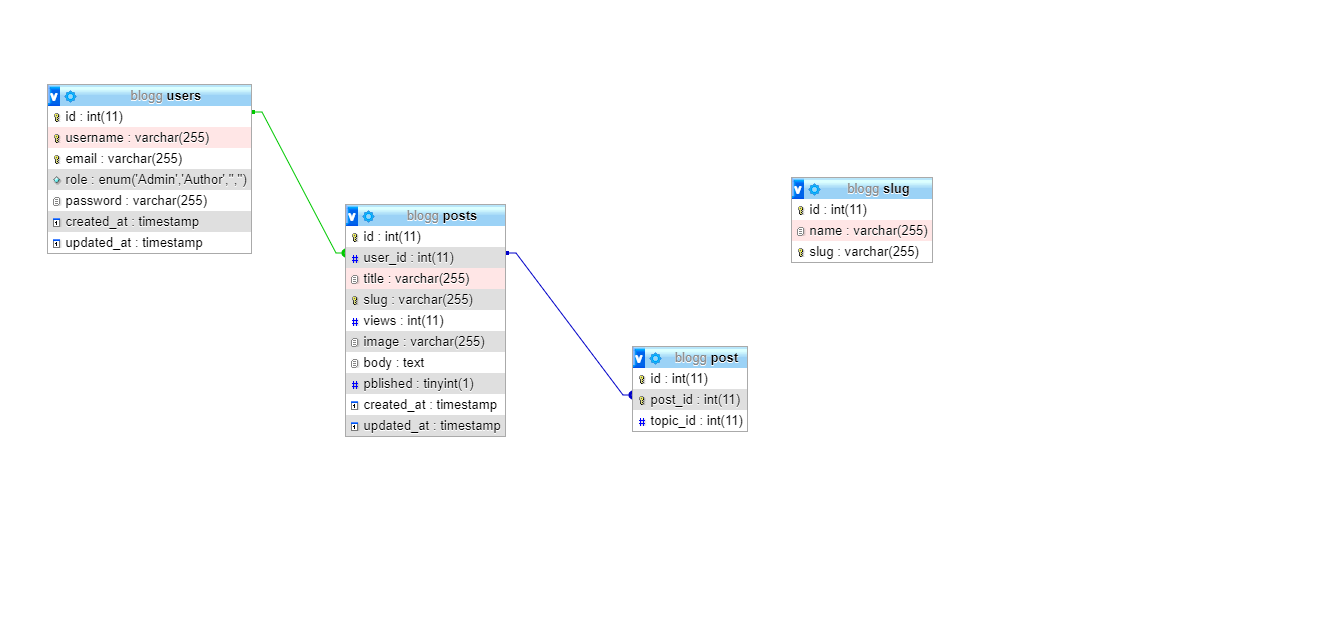 blogg users
id : int(11)
username : varchar(255)
email : varchar(255)
role : enum('Admin','Author','','')
password : varchar(255)
created_at : timestamp
updated_at : timestamp
blogg posts
id : int(11)
user_id : int(11)
title : varchar(255)
slug : varchar(255)
views : int(11)
image : varchar(255)
body : text
pblished : tinyint(1)
created_at : timestamp
updated_at : timestamp
blogg slug
id : int(11)
name : varchar(255)
slug : varchar(255)
blogg post
id : int(11)
post_id : int(11)
topic_id : int(11)